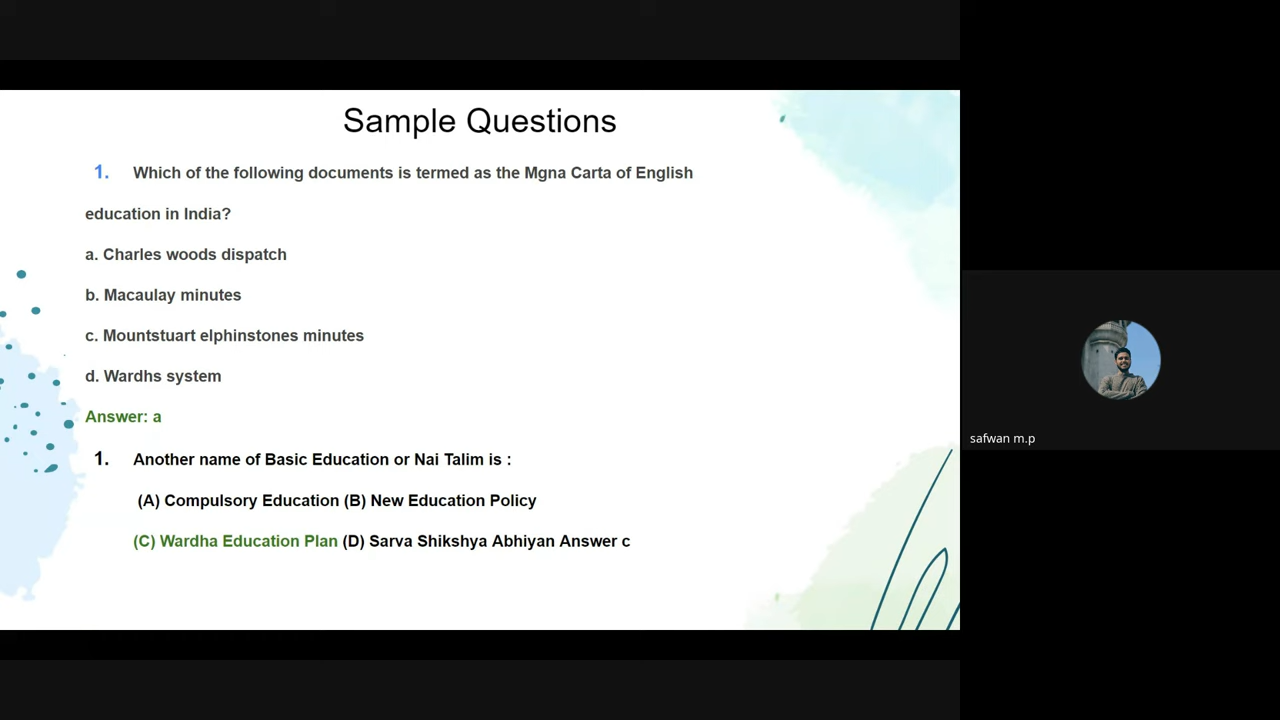 Sample Questions
1. Which of the following documents is termed as the Mgna Carta of English
education in India?
a. Charles woods dispatch
b. Macaulay minutes
c. Mountstuart elphinstones minutes
d. Wardhs system
Answer: a
1. Another name of Basic Education or Nai Talim is :
(A) Compulsory Education (B) New Education Policy
(C) Wardha Education Plan (D) Sarva Shikshya Abhiyan Answer c
safwan m.p